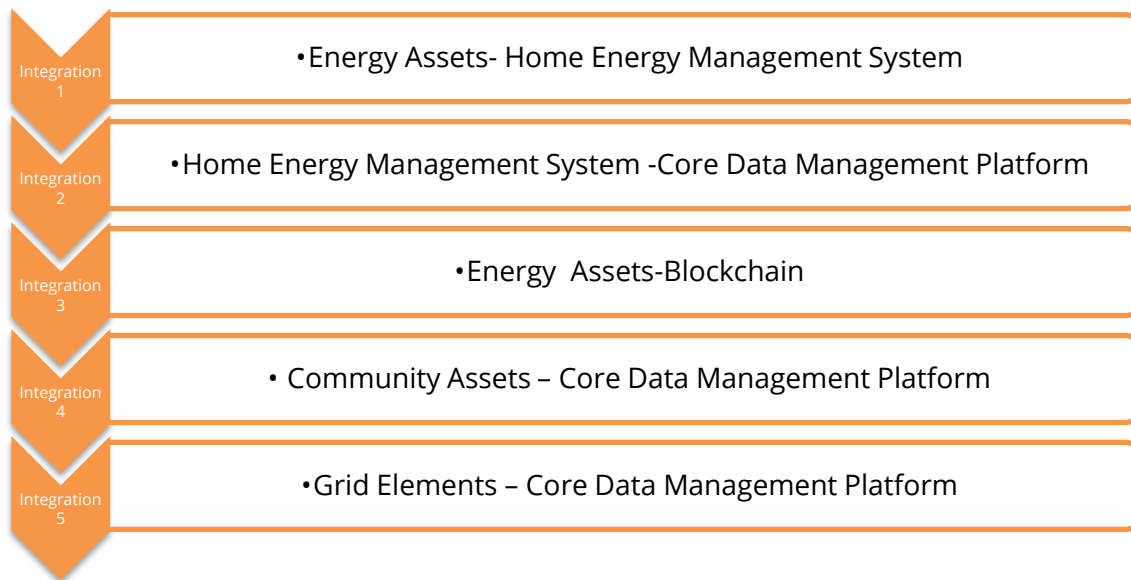 Integration
1
•Energy Assets- Home Energy Management System
Integration
2
•Home Energy Management System -Core Data Management Platform
Integration
3
•Energy  Assets-Blockchain
Integration
4
• Community Assets – Core Data Management Platform
Integration
5
•Grid Elements – Core Data Management Platform